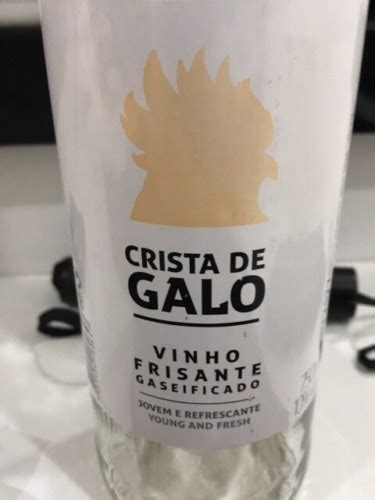 CRISTA DE
GALO
VINHO
FRISANTE
GASEIFICADO
JOVEM E REFRESCANTE
YOUNG AND FRESH